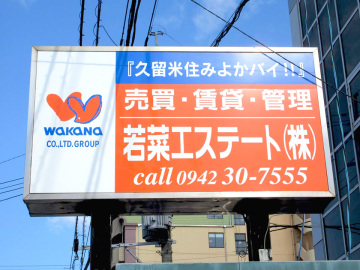 『久留米住みよかバイ!!』
売買・賃貸・管理
若菜エステート(株)
call 0942 30-7555
WAKANA
CO.,LTD.GROUP